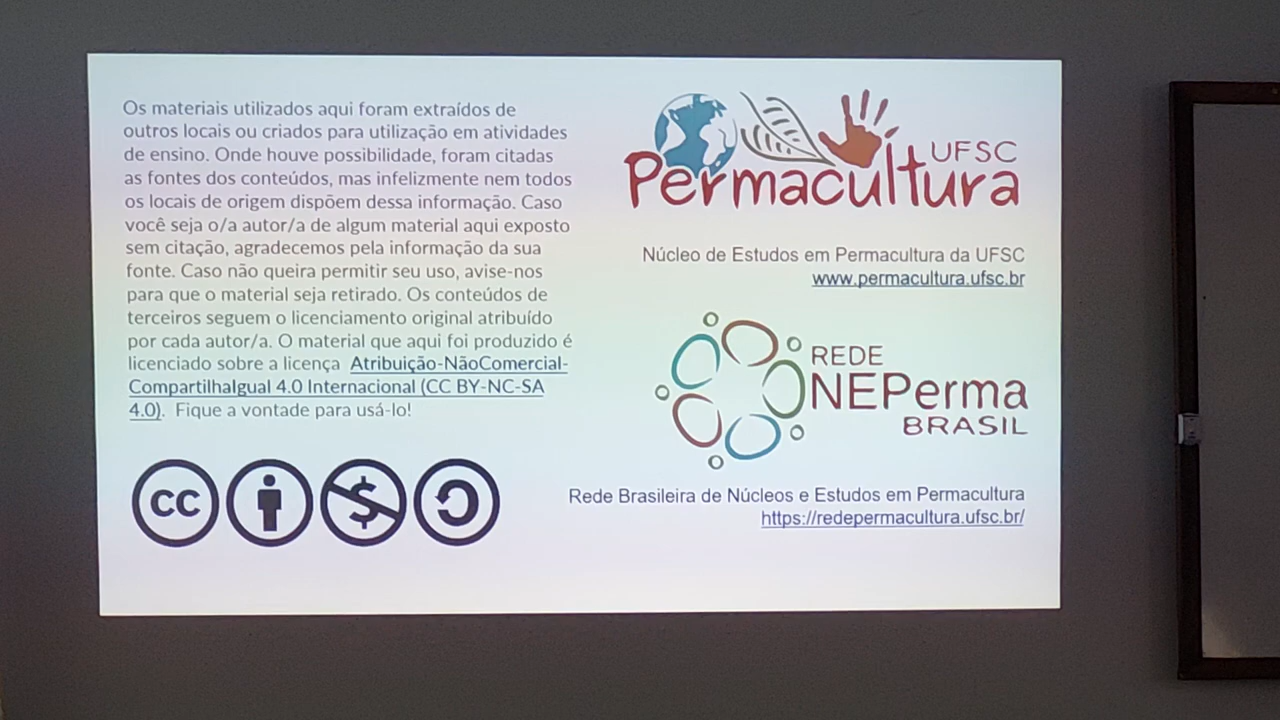 Os materiais utilizados aqui foram extraídos de
outros locais ou criados para utilização em atividades
de ensino. Onde houve possibilidade, foram citadas
as fontes dos conteúdos, mas infelizmente nem todos
os locais de origem dispõem dessa informação. Caso
você seja o/a autor/a de algum material aqui exposto
sem citação, agradecemos pela informação da sua
fonte. Caso não queira permitir seu uso, avise-nos
para que o material seja retirado. Os conteúdos de
terceiros seguem o licenciamento original atribuído
por cada autor/a. O material que aqui foi produzido é
licenciado sobre a licença Atribuição-NãoComercial-
CompartilhaIgual 4.0 Internacional (CC BY-NC-SA
4.0). Fique a vontade para usá-lo!
cc
$
UFSC
Permacultura
Núcleo de Estudos em Permacultura da UFSC
www.permacultura.ufsc.br
REDE
NEPerma
BRASIL
Rede Brasileira de Núcleos e Estudos em Permacultura
https://redepermacultura.ufsc.br/